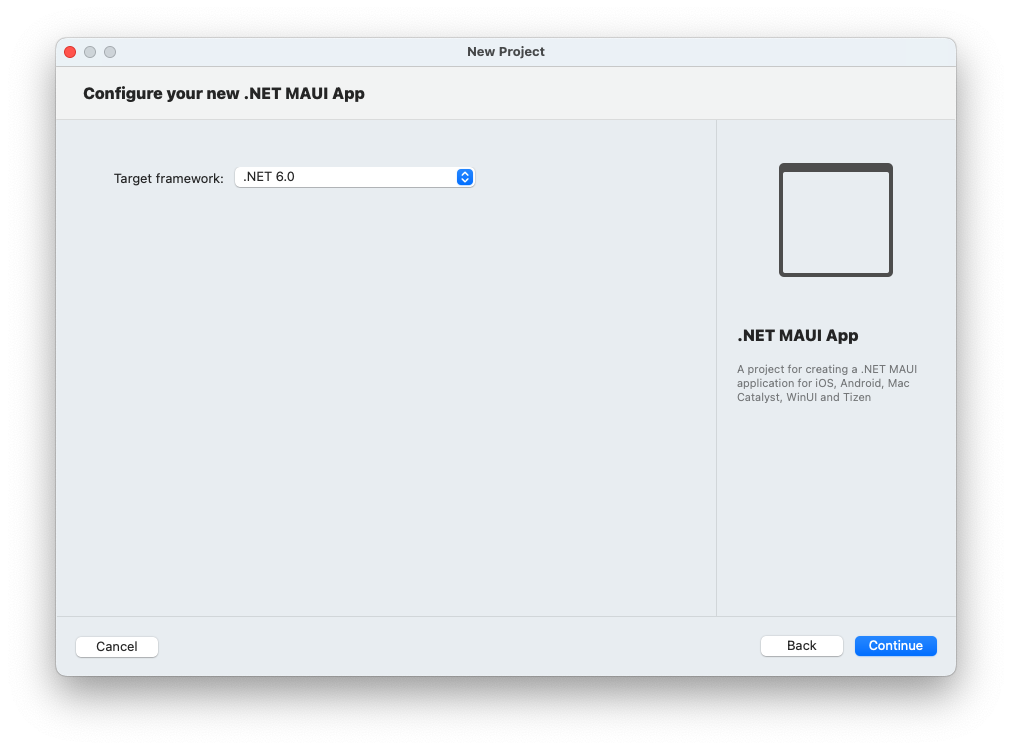 New Project
Configure your new .NET MAUI App
Target framework: .NET 6.0
.NET MAUI App
A project for creating a .NET MAUI
application for iOS, Android, Mac
Catalyst, WinUI and Tizen
Cancel
Back
Continue